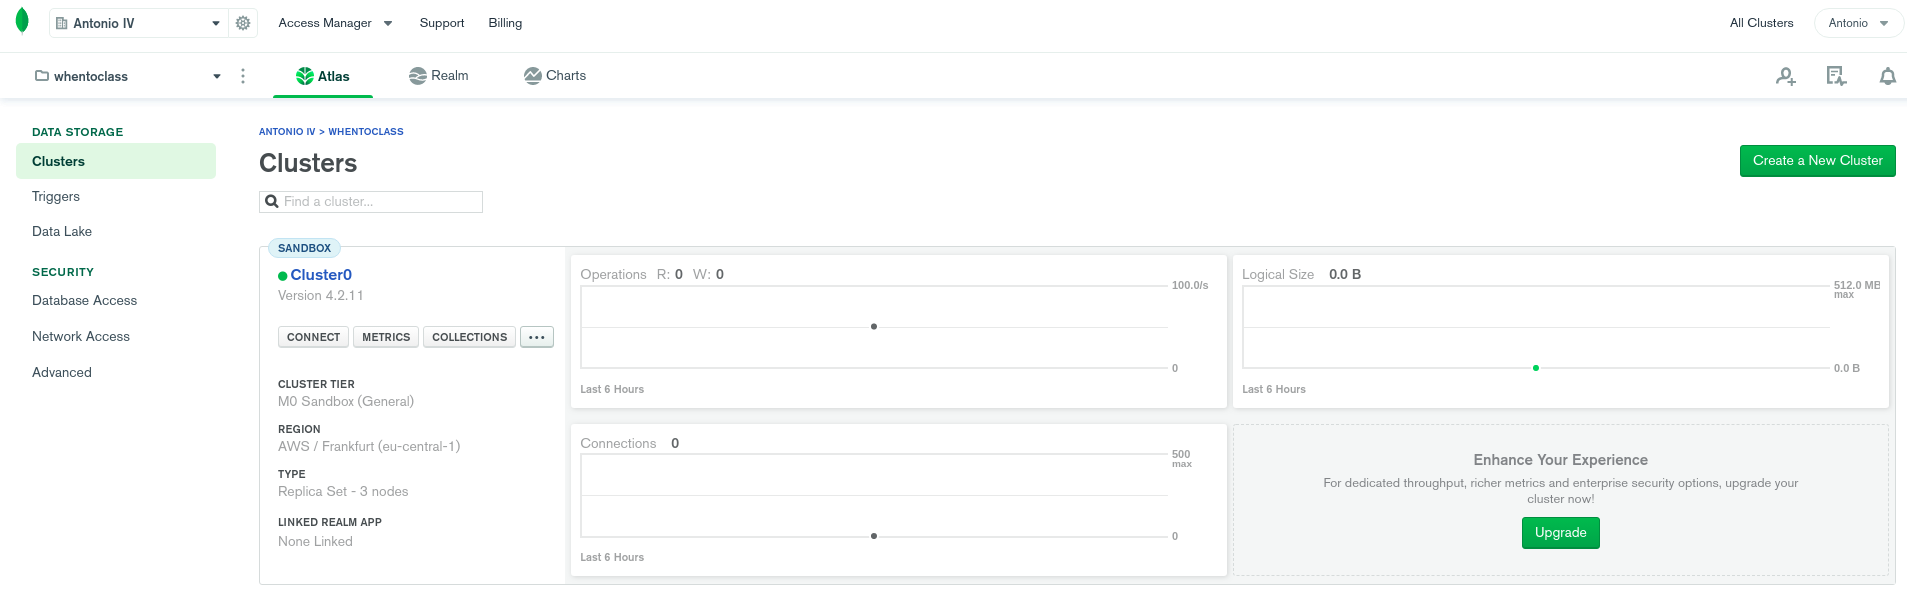 Antonio IV
Access Manager
Support
Billing
All Clusters
Antonio
whentoclass
Atlas
Realm
Charts
DATA STORAGE
Clusters
Triggers
Data Lake
SECURITY
Database Access
Network Access
Advanced
ANTONIO IV > WHENTOCLASS
Clusters
Create a New Cluster
Find a cluster...
SANDBOX
Cluster0
Version 4.2.11
CONNECT
METRICS
COLLECTIONS
...
CLUSTER TIER
M0 Sandbox (General)
REGION
AWS / Frankfurt (eu-central-1)
TYPE
Replica Set - 3 nodes
LINKED REALM APP
None Linked
Operations R: 0 W: 0
100.0/s
0
Last 6 Hours
Logical Size 0.0 B
512.0 MB
max
0.0 B
Last 6 Hours
Connections 0
500
max
0
Last 6 Hours
Enhance Your Experience
For dedicated throughput, richer metrics and enterprise security options, upgrade your
cluster now!
Upgrade